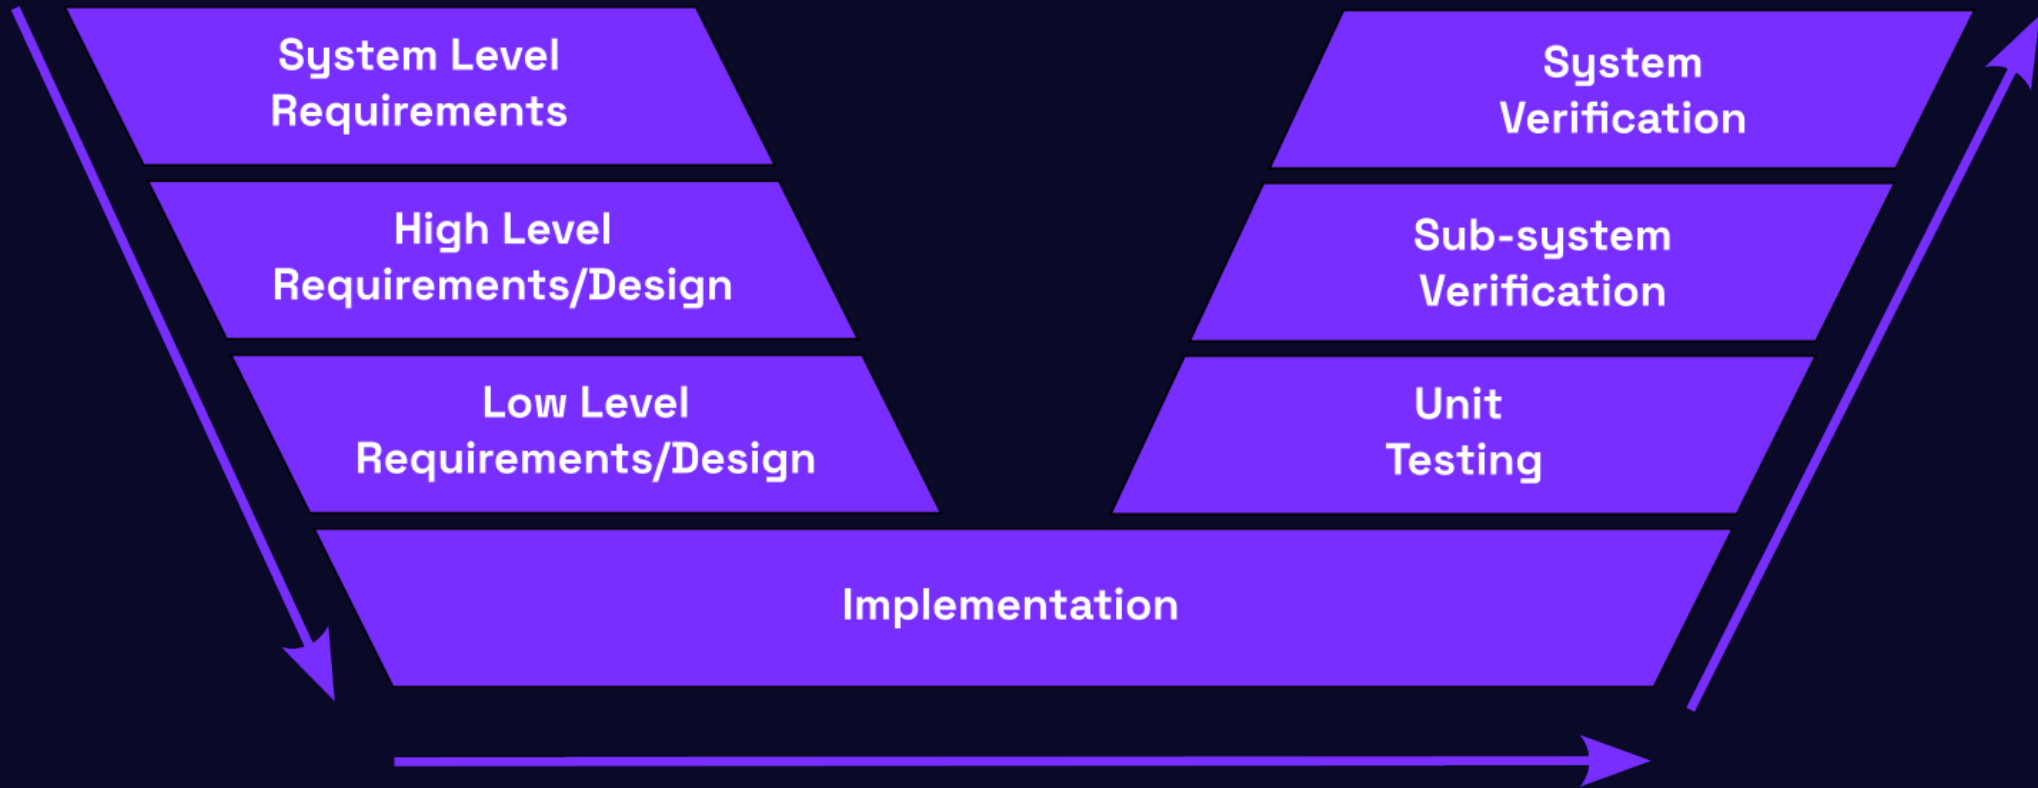 System Level
Requirements
High Level
Requirements/Design
Low Level
Requirements/Design
Implementation
System
Verification
Sub-system
Verification
Unit
Testing